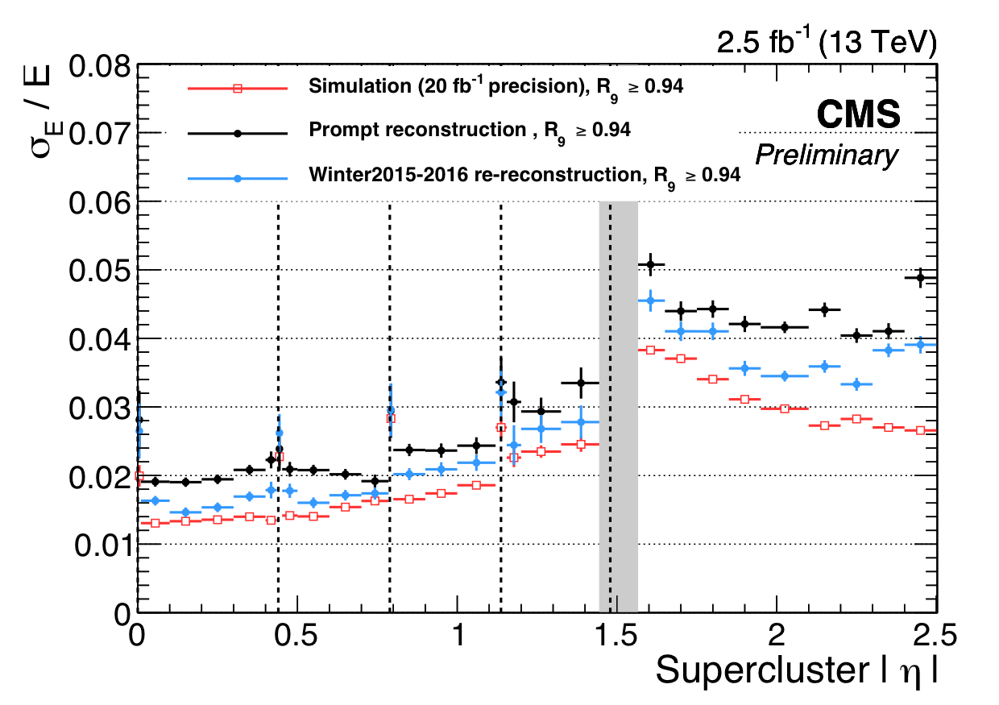 2.5 fb⁻¹ (13 TeV)
σ_E / E
0.08
0.07
0.06
0.05
0.04
0.03
0.02
0.01
0
Simulation (20 fb⁻¹ precision), R₉ ≥ 0.94
Prompt reconstruction , R₉ ≥ 0.94
Winter2015-2016 re-reconstruction, R₉ ≥ 0.94
CMS
Preliminary
0 0.5 1 1.5 2 2.5
Supercluster | η |